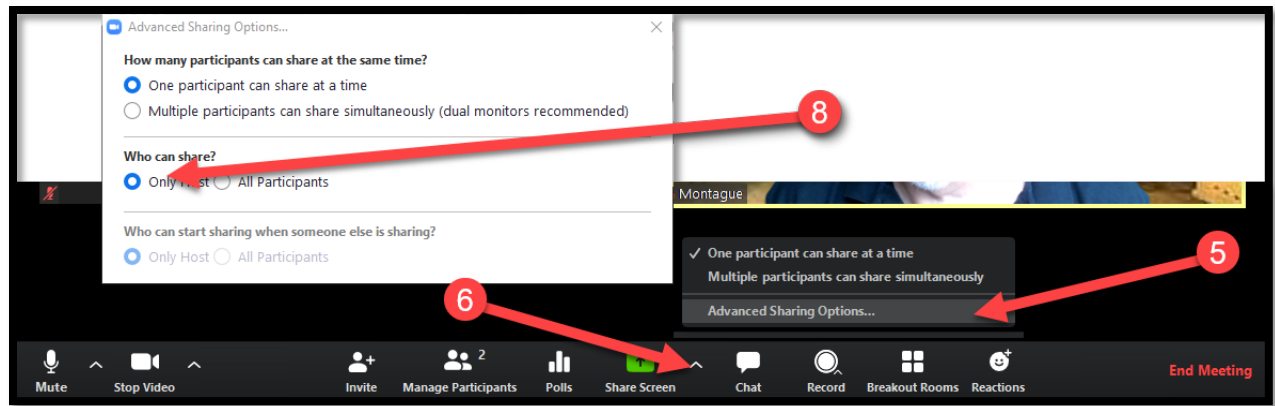 Advanced Sharing Options...
How many participants can share at the same time?
One participant can share at a time
Multiple participants can share simultaneously (dual monitors recommended)
8
Who can share?
Only Host All Participants
Montague
Who can start sharing when someone else is sharing?
Only Host All Participants
One participant can share at a time
Multiple participants can share simultaneously
5
Advanced Sharing Options...
6
2
Mute Stop Video Invite Manage Participants Polls Share Screen Chat Record Breakout Rooms Reactions End Meeting